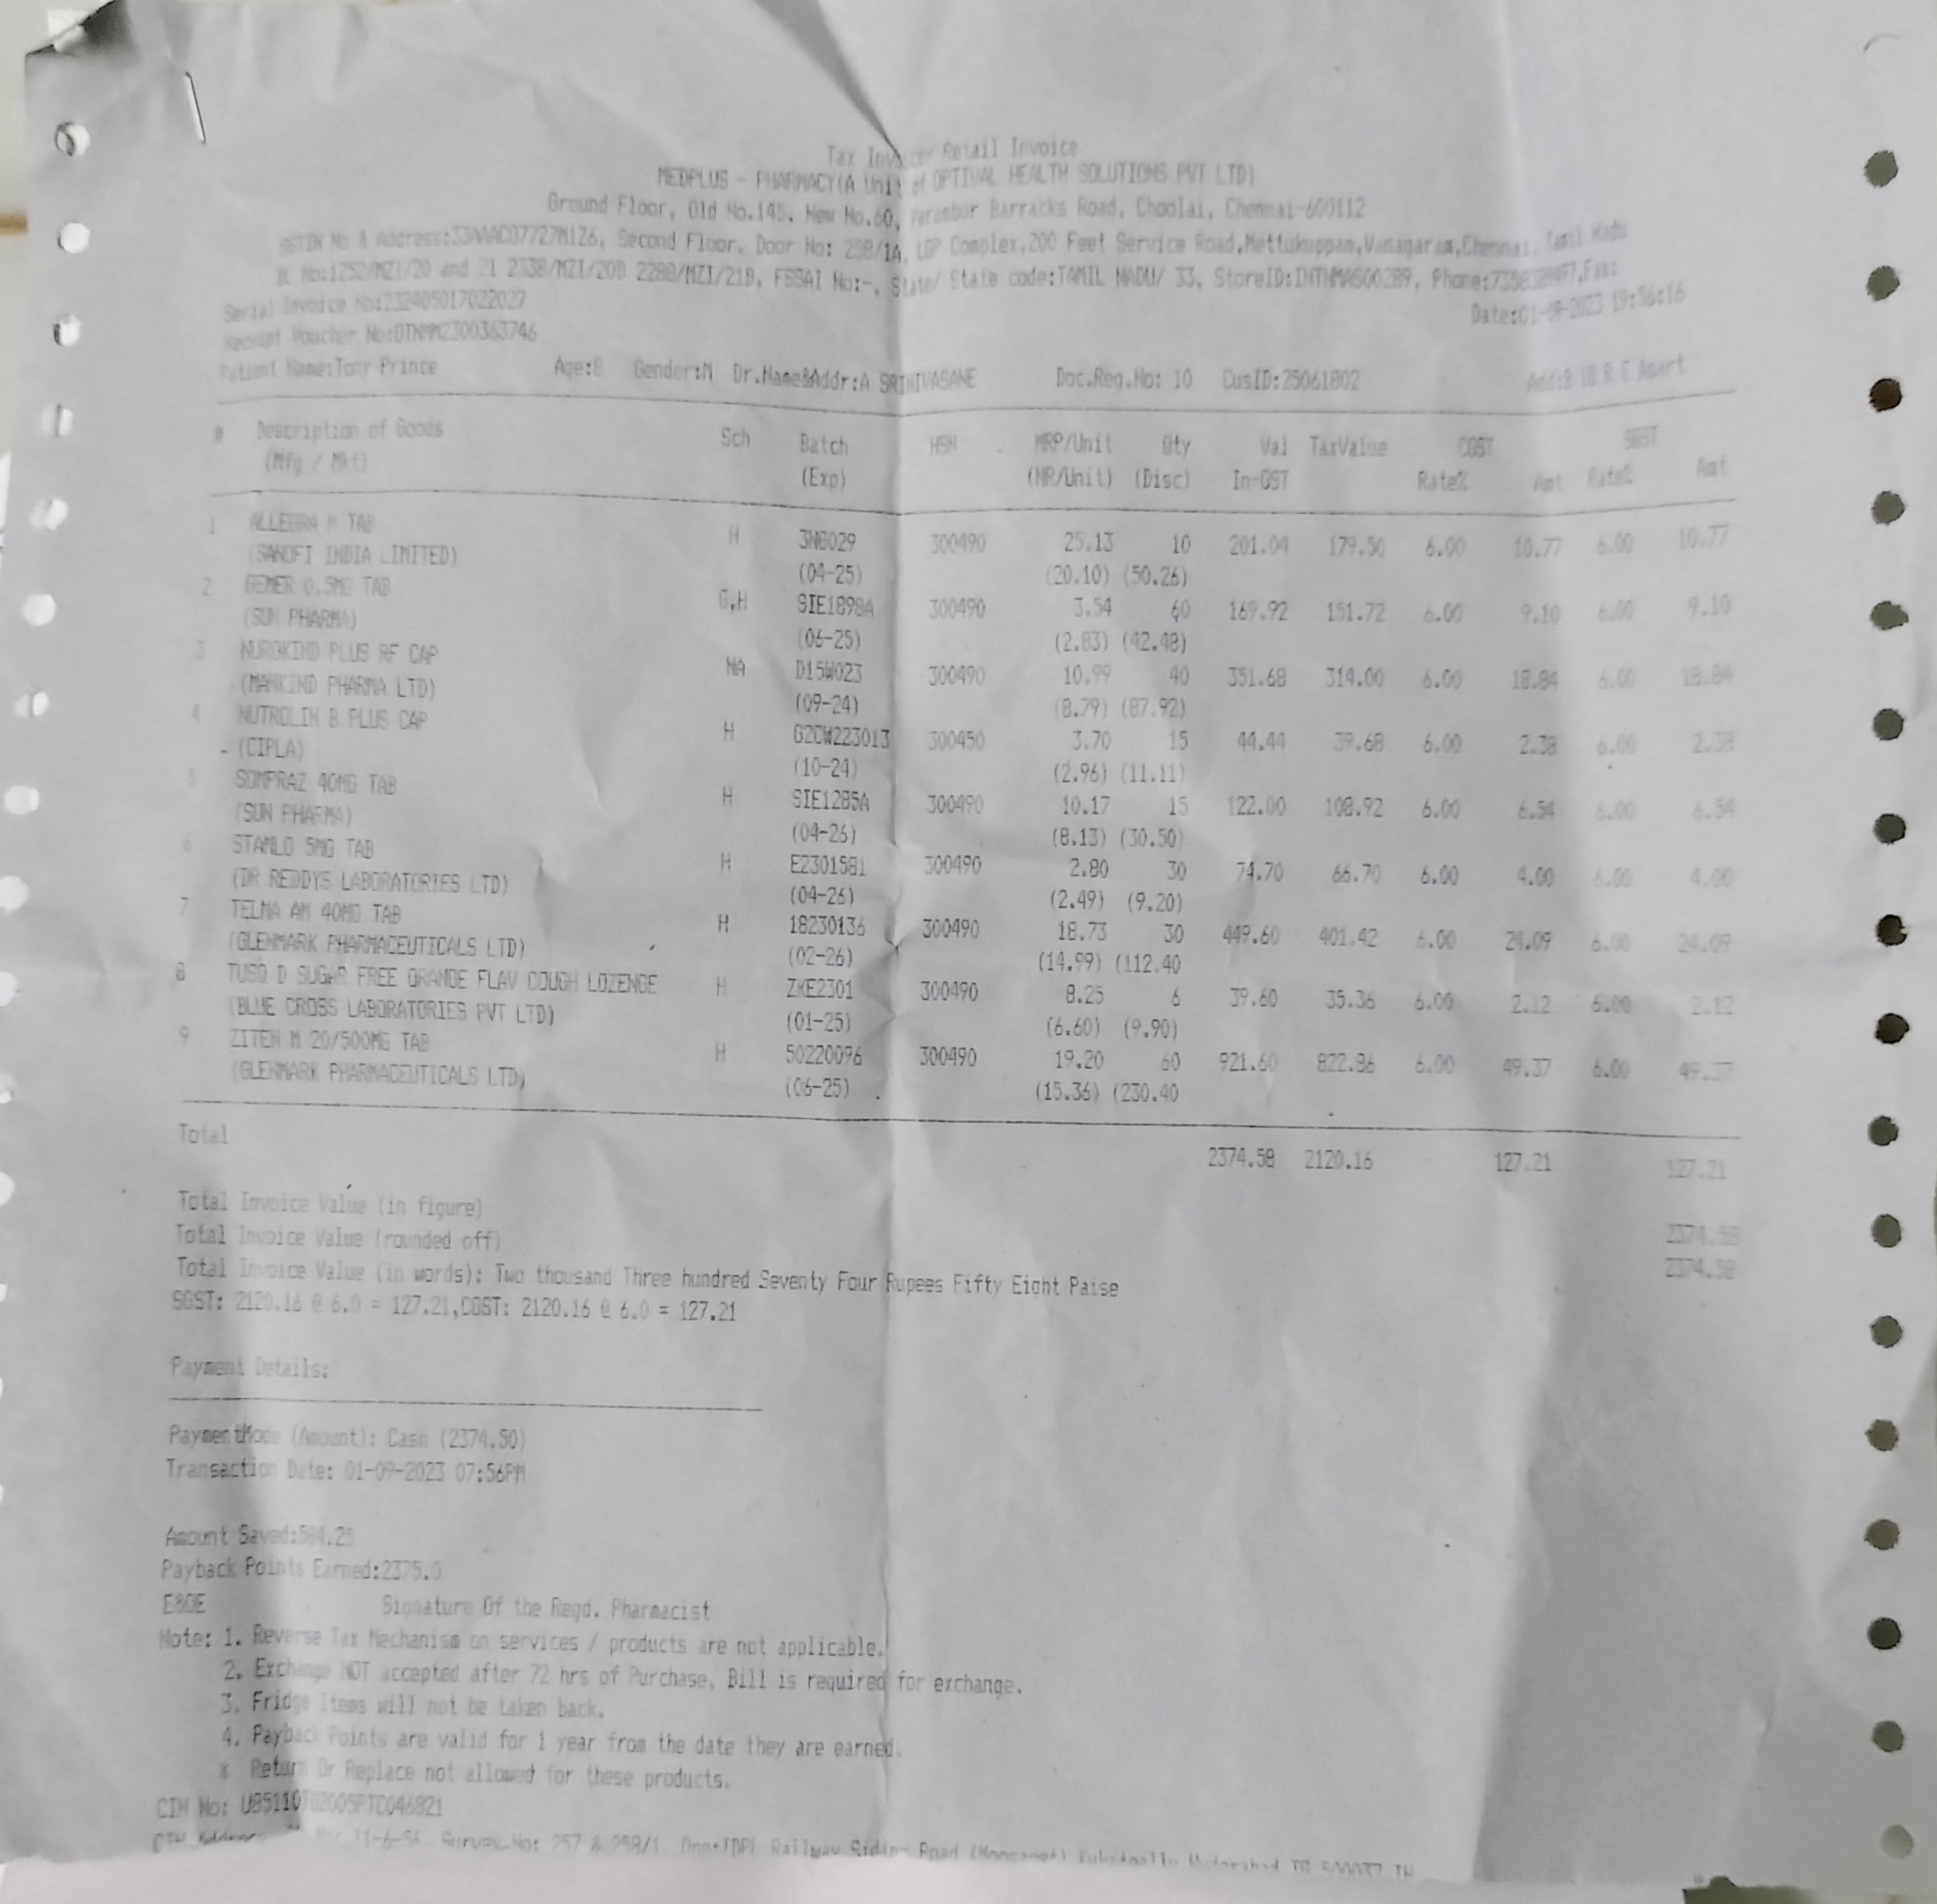 Tax Invoice/ Retail Invoice
MEDPLUS - PHARMACY(A Unit of OPTIVAL HEALTH SOLUTIONS PVT LTD)
Ground Floor, Old No.145, New No.60, Perambur Barracks Road, Choolai, Chennai-600112
GSTIN No & Address:33AAACO7727M1Z6, Second Floor, Door No: 258/1A, LGP Complex,200 Feet Service Road,Mettukuppam,Vanagaram,Chennai, Tamil Nadu
DL No:1252/MZI/20 and 21 2338/MZI/20B 2288/MZI/21B, FSSAI No:-, State/ State code:TAMIL NADU/ 33, StoreID:INTNMAS00289, Phone: Fax:
Serial Invoice No:232405017022027
Date:01-09-2023 19:56:16
Receipt Voucher No:OTNMM2300363746
Patient Name:Tony Prince Age:8 Gender:M Dr.Name&Addr:A SRINIVASANE Doc.Reg.No: 10 CusID:25061802 Add:B 18 R E Apart
# Description of Goods Sch Batch HSN MRP/Unit Qty Val TaxValue CGST SGST
(Mfg / Mkt) (Exp) (NR/Unit) (Disc) In-GST Rate% Amt Rate% Amt
1 ALLEGRA M TAB H 3NG029 300490 25.13 10 201.04 179.50 6.00 10.77 6.00 10.77
(SANOFI INDIA LIMITED) (04-25) (20.10) (50.26)
2 GEMER 0.5MG TAB G,H SIE1898A 300490 3.54 60 169.92 151.72 6.00 9.10 6.00 9.10
(SUN PHARMA) (06-25) (2.83) (42.48)
3 NUROKIND PLUS RF CAP NA D15W023 300490 10.99 40 351.68 314.00 6.00 18.84 6.00 18.84
(MANKIND PHARMA LTD) (09-24) (8.79) (87.92)
4 NUTROLIN B PLUS CAP H G2CW223013 300450 3.70 15 44.44 39.68 6.00 2.38 6.00 2.38
(CIPLA) (10-24) (2.96) (11.11)
5 SOMPRAZ 40MG TAB H SIE1285A 300490 10.17 15 122.00 108.92 6.00 6.54 6.00 6.54
(SUN PHARMA) (04-26) (8.13) (30.50)
6 STAMLO 5MG TAB H E2301581 300490 2.80 30 74.70 66.70 6.00 4.00 6.00 4.00
(DR REDDYS LABORATORIES LTD) (04-26) (2.49) (9.20)
7 TELMA AM 40MG TAB H 18230136 300490 18.73 30 449.60 401.42 6.00 24.09 6.00 24.09
(GLENMARK PHARMACEUTICALS LTD) (02-26) (14.99) (112.40
8 TUSQ D SUGAR FREE ORANGE FLAV COUGH LOZENGE H ZKE2301 300490 8.25 6 39.60 35.36 6.00 2.12 6.00 2.12
(BLUE CROSS LABORATORIES PVT LTD) (01-25) (6.60) (9.90)
9 ZITEN M 20/500MG TAB H 50220096 300490 19.20 60 921.60 822.86 6.00 49.37 6.00 49.37
(GLENMARK PHARMACEUTICALS LTD) (06-25) (15.36) (230.40
Total 2374.58 2120.16 127.21 127.21
Total Invoice Value (in figure) 2374.58
Total Invoice Value (rounded off) 2374.58
Total Invoice Value (in words): Two thousand Three hundred Seventy Four Rupees Fifty Eight Paise
SGST: 2120.16 @ 6.0 = 127.21,CGST: 2120.16 @ 6.0 = 127.21
Payment Details:
PaymentMode (Amount): Cash (2374.50)
Transaction Date: 01-09-2023 07:56PM
Amount Saved:584.25
Payback Points Earned:2375.0
E&OE Signature Of the Regd. Pharmacist
Note: 1. Reverse Tax Mechanism on services / products are not applicable.
2. Exchange NOT accepted after 72 hrs of Purchase, Bill is required for exchange.
3. Fridge Items will not be taken back.
4. Payback Points are valid for 1 year from the date they are earned.
* Return Or Replace not allowed for these products.
CIN No: U85110TG2005PTC046821
11-6-56, Survey No: 257 & 258/1, Opp:IDPL Railway Siding Road (Moosapet) Kukatpally Hyderabad TG 500037 IN